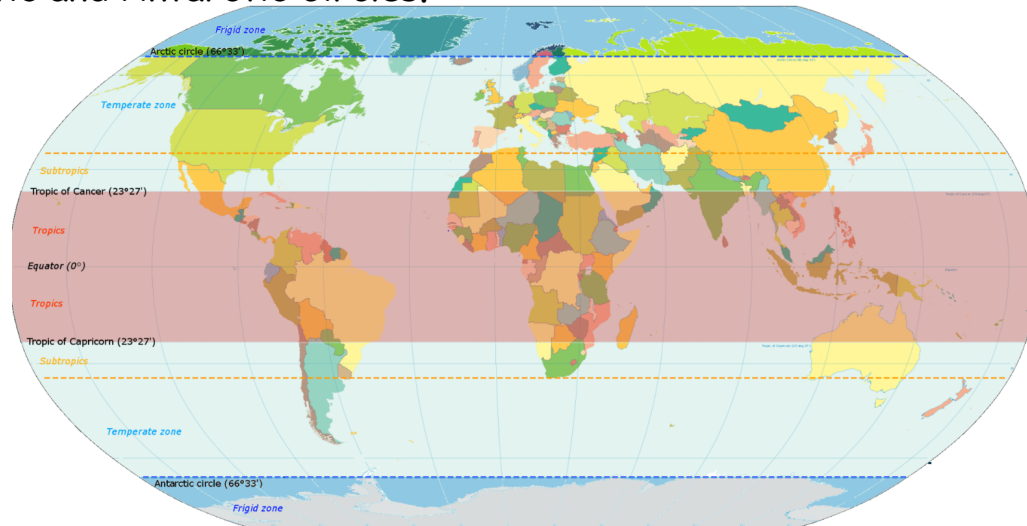 Frigid zone
Arctic circle (66°33')
Temperate zone
Subtropics
Tropic of Cancer (23°27')
Tropics
Equator (0°)
Tropics
Tropic of Capricorn (23°27')
Subtropics
Temperate zone
Antarctic circle (66°33')
Frigid zone